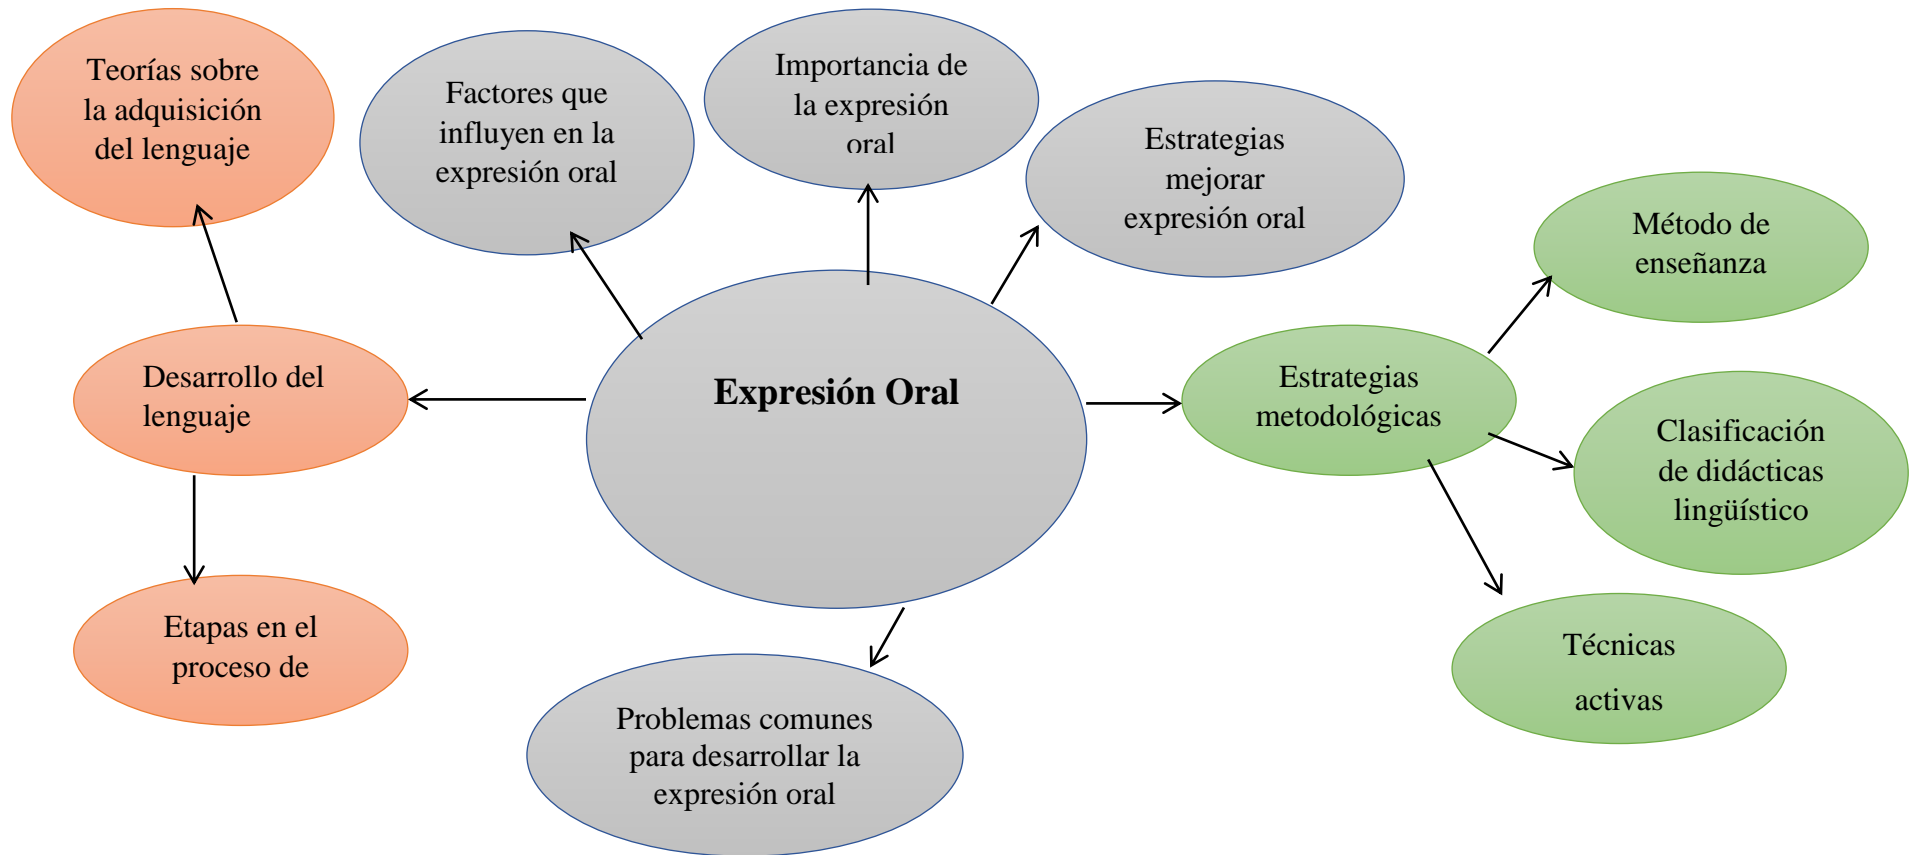 Teorías sobre
la adquisición
del lenguaje
Factores que
influyen en la
expresión oral
Importancia de
la expresión
oral
Estrategias
mejorar
expresión oral
Método de
enseñanza
Desarrollo del
lenguaje
Expresión Oral
Estrategias
metodológicas
Clasificación
de didácticas
lingüístico
Etapas en el
proceso de
Problemas comunes
para desarrollar la
expresión oral
Técnicas
activas